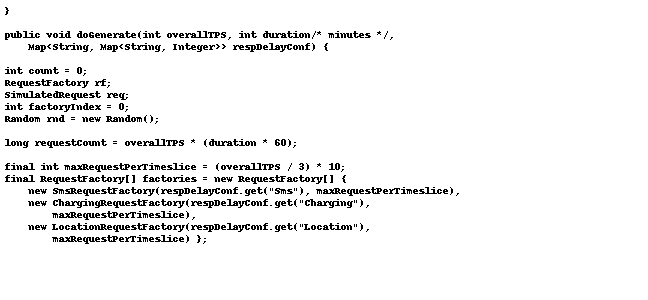 }
public void doGenerate(int overallTPS, int duration/* minutes */,
Map<String, Map<String, Integer>> respDelayConf) {
int count = 0;
RequestFactory rf;
SimulatedRequest req;
int factoryIndex = 0;
Random rnd = new Random();
long requestCount = overallTPS * (duration * 60);
final int maxRequestPerTimeslice = (overallTPS / 3) * 10;
final RequestFactory[] factories = new RequestFactory[] {
new SmsRequestFactory(respDelayConf.get("Sms"), maxRequestPerTimeslice),
new ChargingRequestFactory(respDelayConf.get("Charging"),
maxRequestPerTimeslice),
new LocationRequestFactory(respDelayConf.get("Location"),
maxRequestPerTimeslice) };